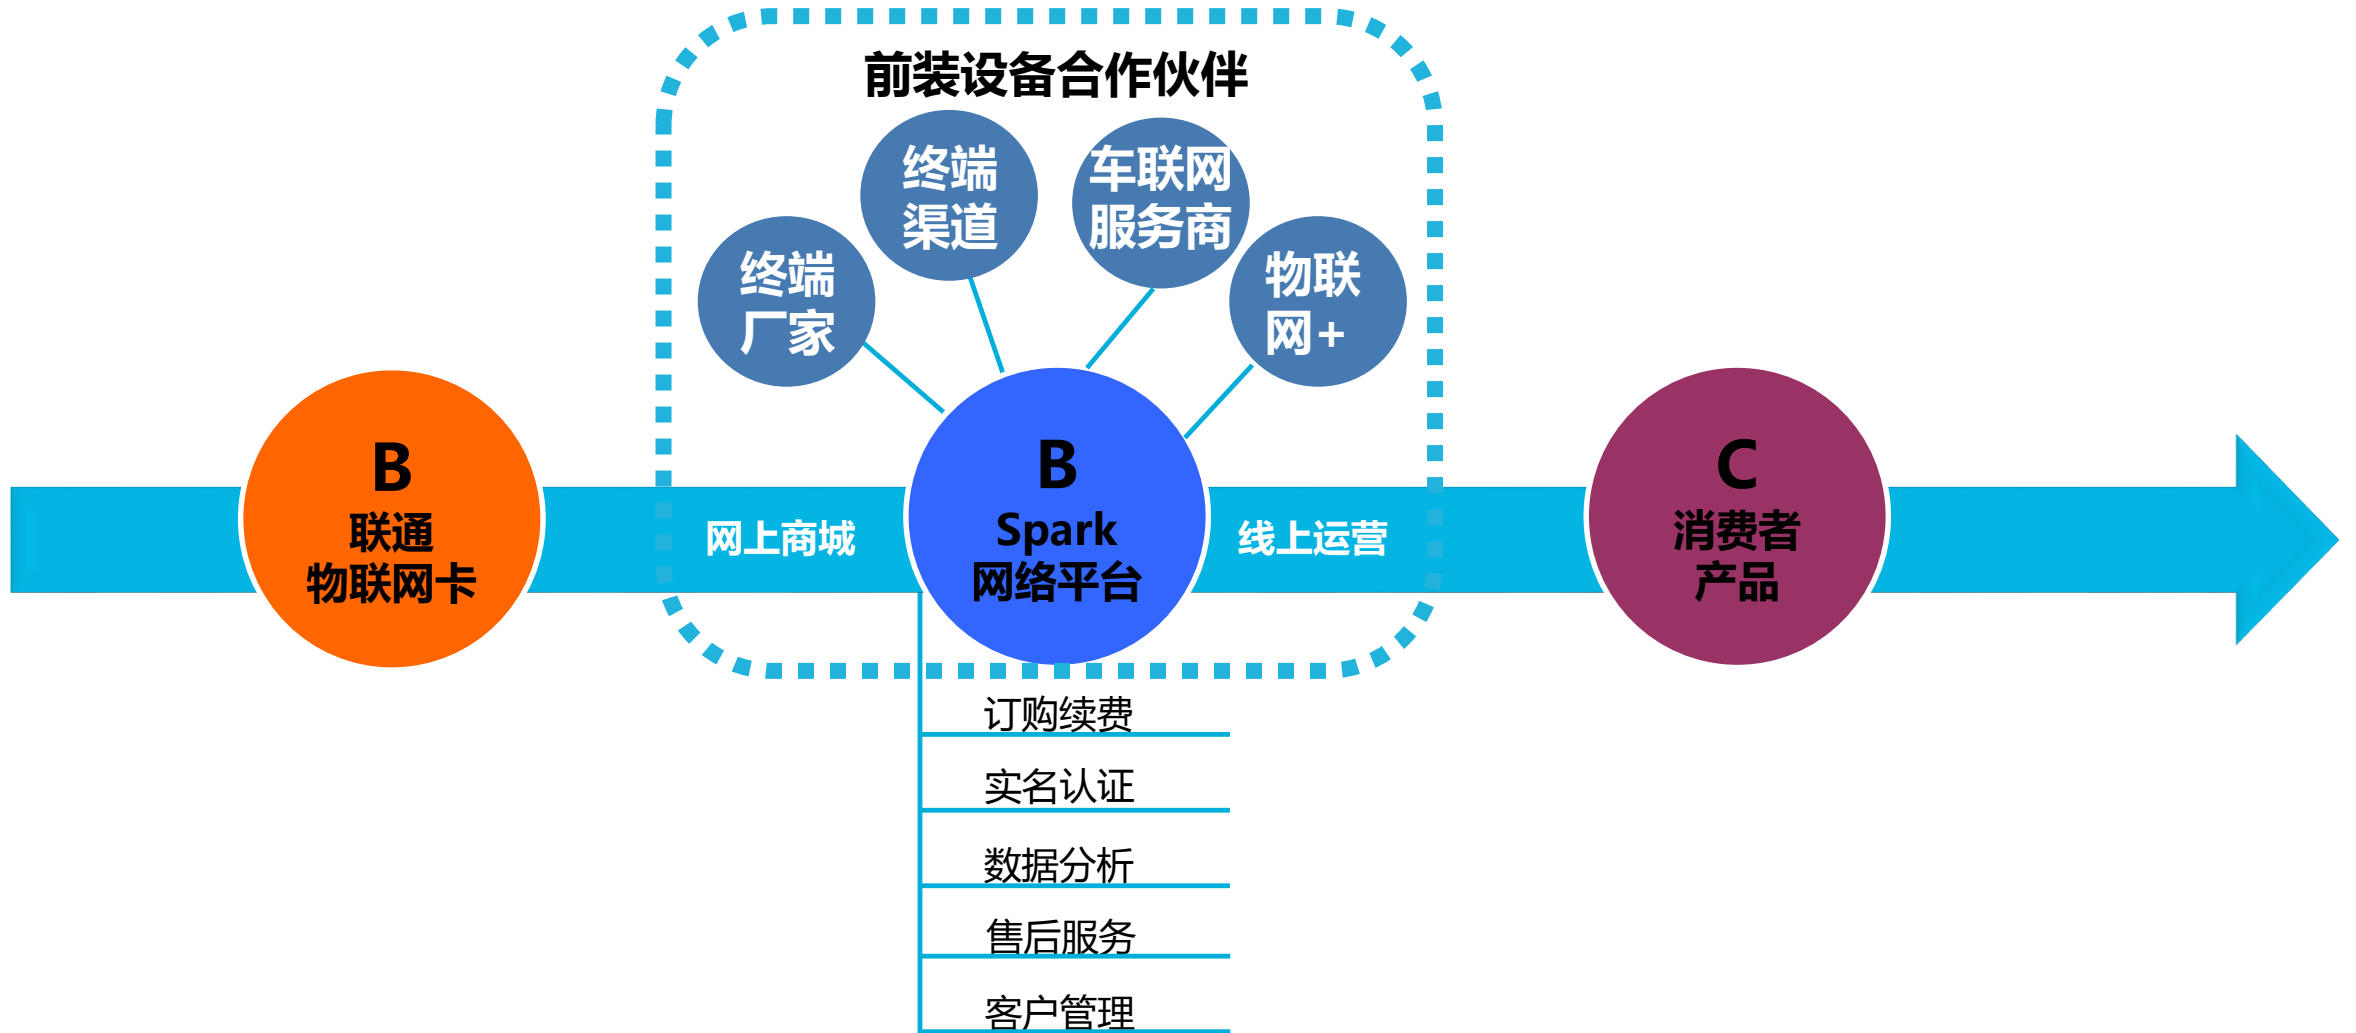 前装设备合作伙伴
终端
渠道
车联网
服务商
终端
厂家
物联
网+
B
联通
物联网卡
网上商城
B
Spark
网络平台
线上运营
C
消费者
产品
订购续费
实名认证
数据分析
售后服务
客户管理